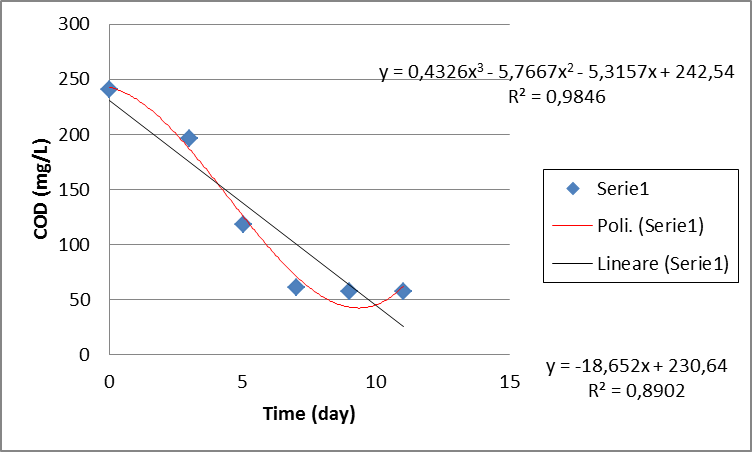 300
250
200
150
100
50
0
0 5 10 15
COD (mg/L)
Time (day)
y = 0,4326x³ - 5,7667x² - 5,3157x + 242,54
R² = 0,9846
Serie1
Poli. (Serie1)
Lineare (Serie1)
y = -18,652x + 230,64
R² = 0,8902